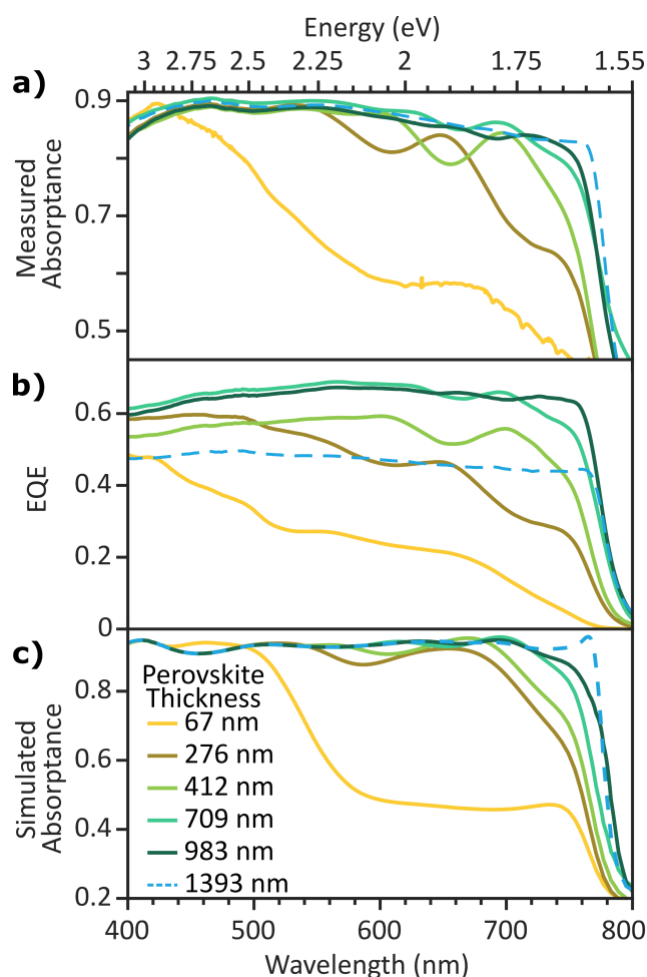 Energy (eV)
3 2.75 2.5 2.25 2 1.75 1.55
a)
0.9
0.7
0.5
Measured
Absorptance
b)
0.6
0.4
0.2
0
EQE
c)
0.8
0.6
0.4
0.2
Simulated
Absorptance
Perovskite
Thickness
67 nm
276 nm
412 nm
709 nm
983 nm
1393 nm
400 500 600 700 800
Wavelength (nm)